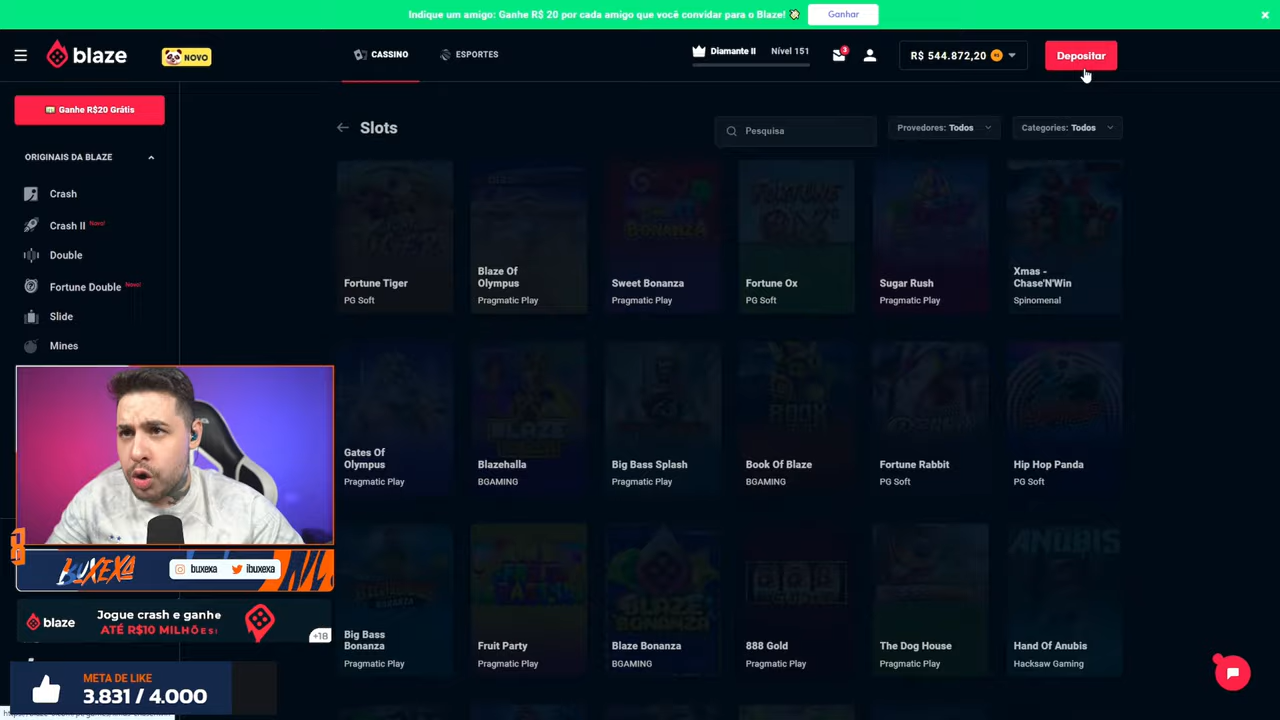 Indique um amigo: Ganhe R$ 20 por cada amigo que você convidar para o Blaze!
Ganhar
blaze
NOVO
CASSINO
ESPORTES
Diamante II
Nível 151
3
R$ 544.872,20
Depositar
Ganhe R$20 Grátis
ORIGINAIS DA BLAZE
Crash
Crash II Novo!
Double
Fortune Double Novo!
Slide
Mines
Slots
Pesquisa
Provedores: Todos
Categories: Todos
Fortune Tiger
PG Soft
Blaze Of
Olympus
Pragmatic Play
Sweet Bonanza
Pragmatic Play
Fortune Ox
PG Soft
Sugar Rush
Pragmatic Play
Xmas -
Chase'N'Win
Spinomenal
Gates Of
Olympus
Pragmatic Play
Blazehalla
BGAMING
Big Bass Splash
Pragmatic Play
Book Of Blaze
BGAMING
Fortune Rabbit
PG Soft
Hip Hop Panda
PG Soft
Big Bass
Bonanza
Pragmatic Play
Fruit Party
Pragmatic Play
Blaze Bonanza
BGAMING
888 Gold
Pragmatic Play
The Dog House
Pragmatic Play
Hand Of Anubis
Hacksaw Gaming
BUXEXA
buxexa
ibuxexa
blaze
Jogue crash e ganhe
ATÉ R$10 MILHÕES!
+18
META DE LIKE
3.831 / 4.000